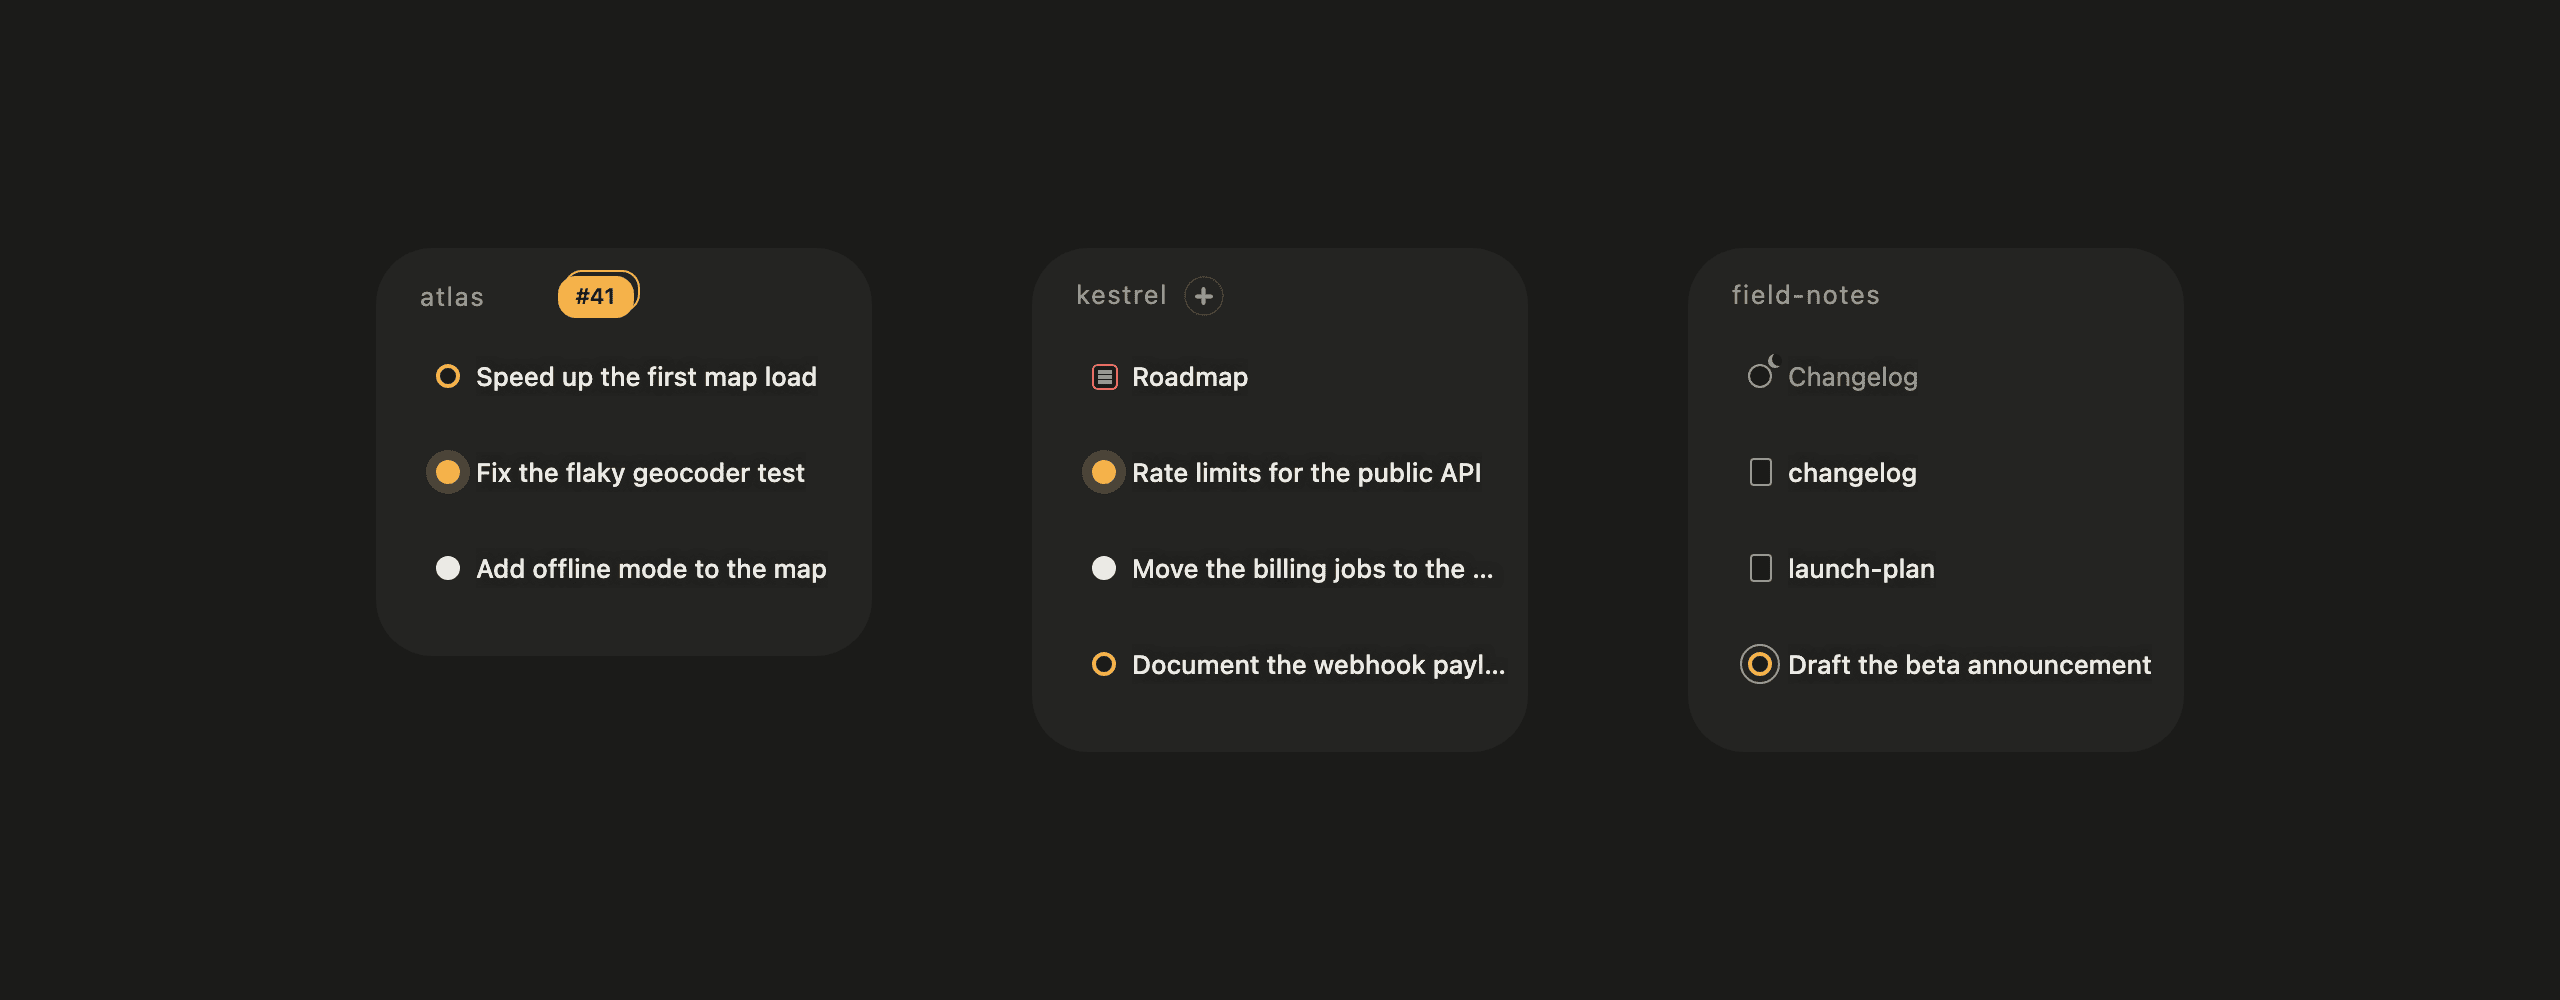 atlas
#41
Speed up the first map load
Fix the flaky geocoder test
Add offline mode to the map
kestrel
Roadmap
Rate limits for the public API
Move the billing jobs to the ...
Document the webhook payl...
field-notes
Changelog
changelog
launch-plan
Draft the beta announcement